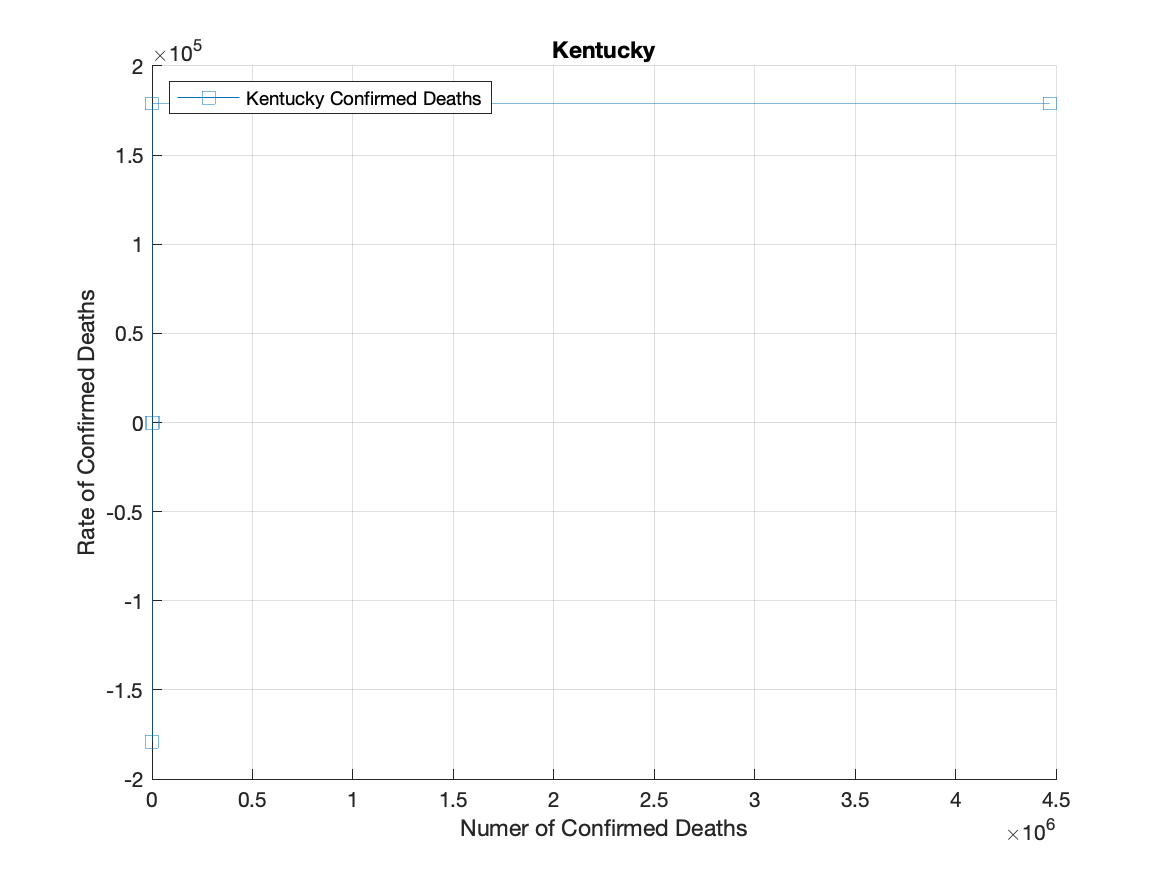 Kentucky
×10^5
Kentucky Confirmed Deaths
2
1.5
1
0.5
0
-0.5
-1
-1.5
-2
Rate of Confirmed Deaths
0 0.5 1 1.5 2 2.5 3 3.5 4 4.5
Numer of Confirmed Deaths
×10^6